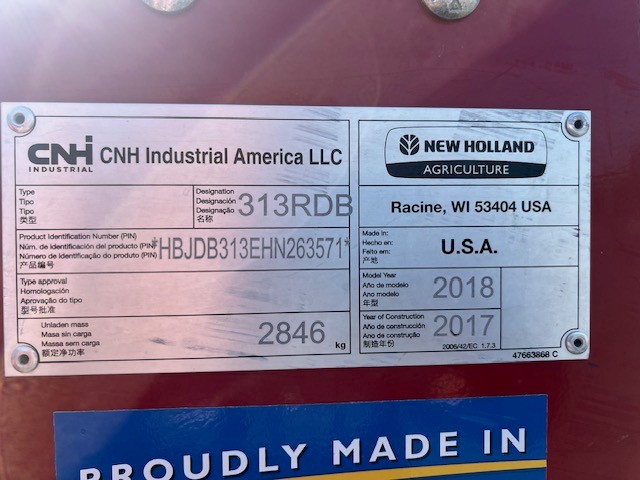 CNH INDUSTRIAL CNH Industrial America LLC
Type
Tipo
Tipo
类型
Designation
Designación
Designação
名称
313RDB
Product Identification Number (PIN)
Núm. de identificación del producto (PIN)
Número de Identificação do produto (PIN)
产品编号
*HBJDB313EHN263571*
Type approval
Homologación
Aprovação do tipo
型号批准
Unladen mass
Masa sin carga
Massa sem carga
额定净功率
2846 kg
NEW HOLLAND
AGRICULTURE
Racine, WI 53404 USA
Made in:
Hecho en:
Feito em:
产地
U.S.A.
Model Year
Año de modelo
Ano modelo
年型
2018
Year of Construction
Año de construcción
Ano de construção
制造年份
2017
2006/42/EC 1.7.3
47663868 C
PROUDLY MADE IN